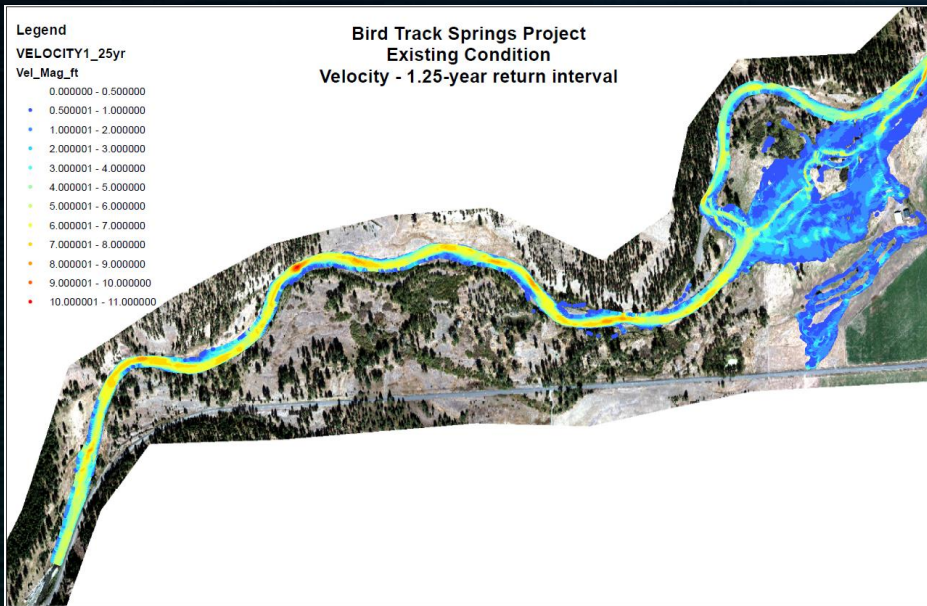 Legend
VELOCITY1_25yr
Vel_Mag_ft
0.000000 - 0.500000
0.500001 - 1.000000
1.000001 - 2.000000
2.000001 - 3.000000
3.000001 - 4.000000
4.000001 - 5.000000
5.000001 - 6.000000
6.000001 - 7.000000
7.000001 - 8.000000
8.000001 - 9.000000
9.000001 - 10.000000
10.000001 - 11.000000
Bird Track Springs Project
Existing Condition
Velocity - 1.25-year return interval